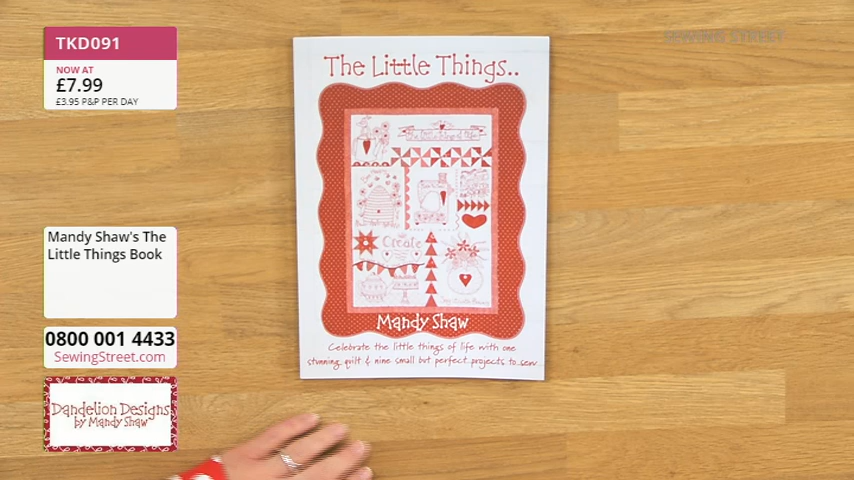 TKD091
NOW AT
£7.99
£3.95 P&P PER DAY
Mandy Shaw's The
Little Things Book
0800 001 4433
SewingStreet.com
Dandelion Designs
by Mandy Shaw
SEWING STREET
The Little Things..
Create
Mandy Shaw
Celebrate the little things of life with one
stunning quilt & nine small but perfect projects to sew